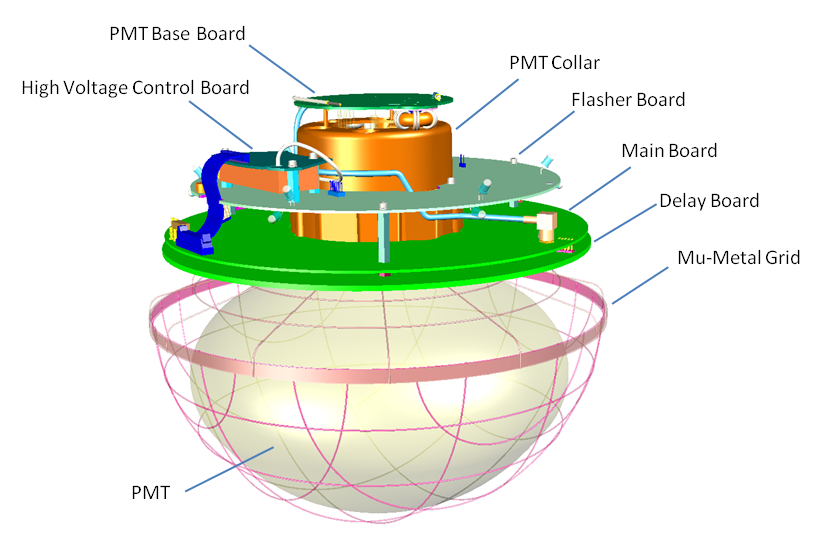 PMT Base Board
PMT Collar
High Voltage Control Board
Flasher Board
Main Board
Delay Board
Mu-Metal Grid
PMT